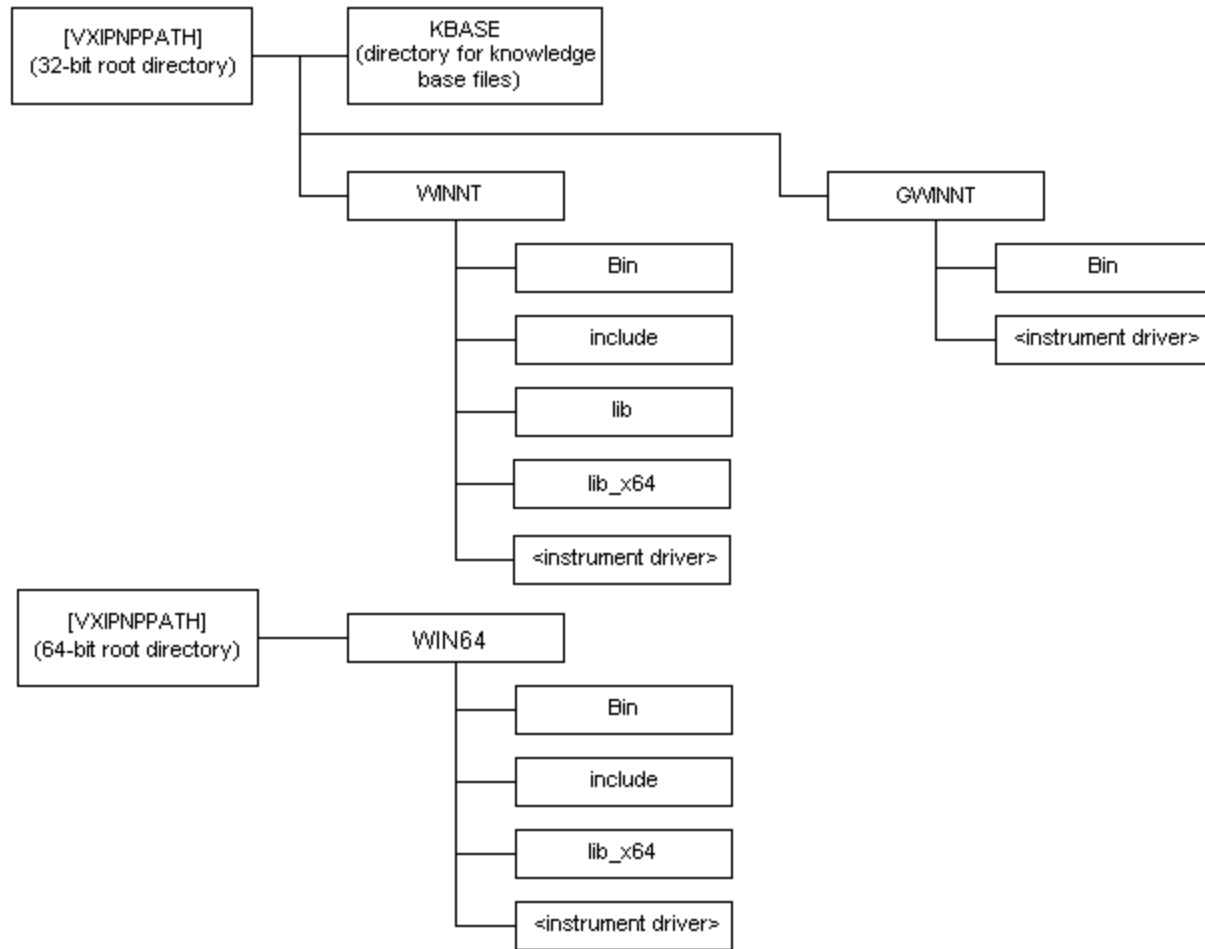 [VXIPNPPATH]
(32-bit root directory)
KBASE
(directory for knowledge
base files)
WINNT
GWINNT
Bin
include
lib
lib_x64
<instrument driver>
Bin
<instrument driver>
[VXIPNPPATH]
(64-bit root directory)
WIN64
Bin
include
lib_x64
<instrument driver>